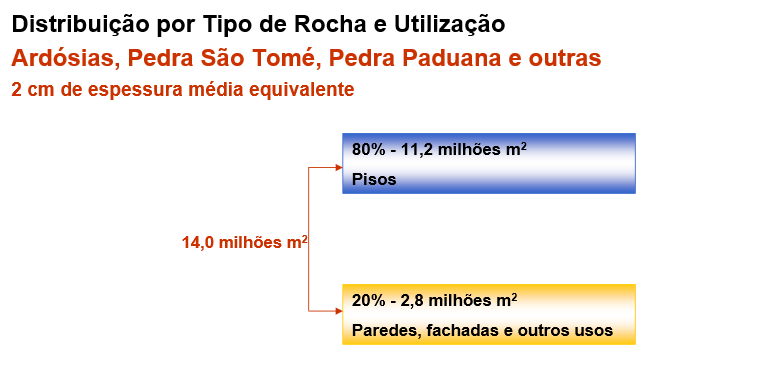 Distribuição por Tipo de Rocha e Utilização
Ardósias, Pedra São Tomé, Pedra Paduana e outras
2 cm de espessura média equivalente
80% - 11,2 milhões m²
Pisos
14,0 milhões m²
20% - 2,8 milhões m²
Paredes, fachadas e outros usos